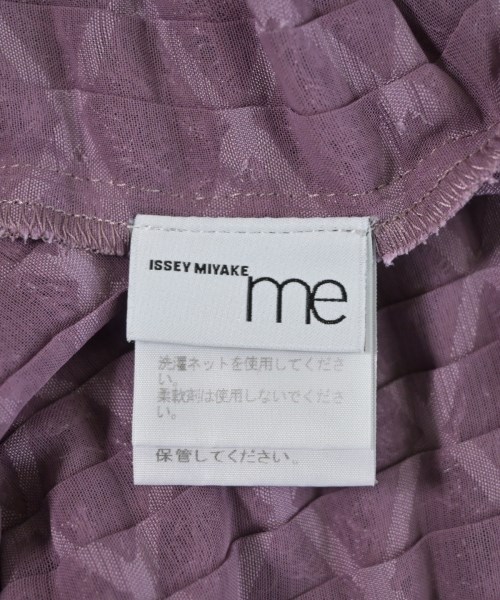 ISSEY MIYAKE me
洗濯ネットを使用してくださ
い。
柔軟剤は使用しないでくださ
い。
保管してください。